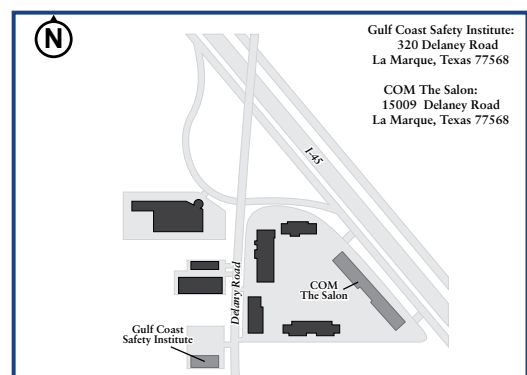 N
Gulf Coast Safety Institute:
320 Delaney Road
La Marque, Texas 77568
COM The Salon:
15009 Delaney Road
La Marque, Texas 77568
I-45
Delany Road
COM
The Salon
Gulf Coast
Safety Institute